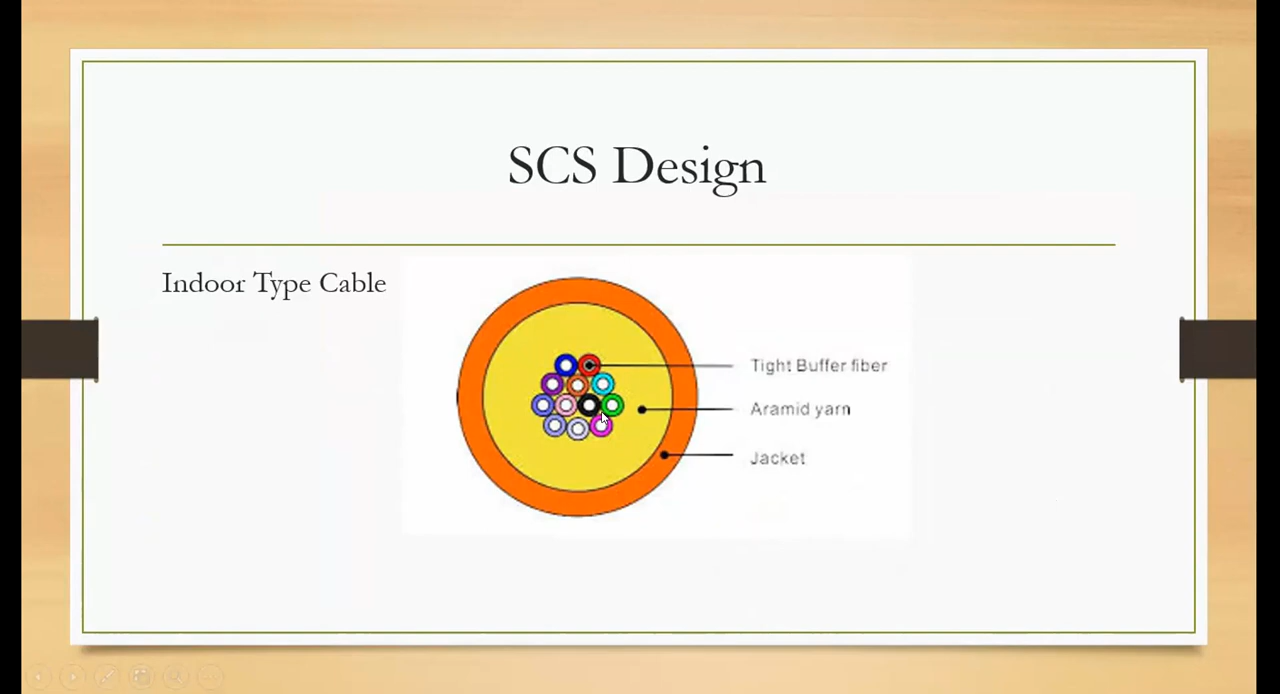 SCS Design
Indoor Type Cable
Tight Buffer fiber
Aramid yarn
Jacket